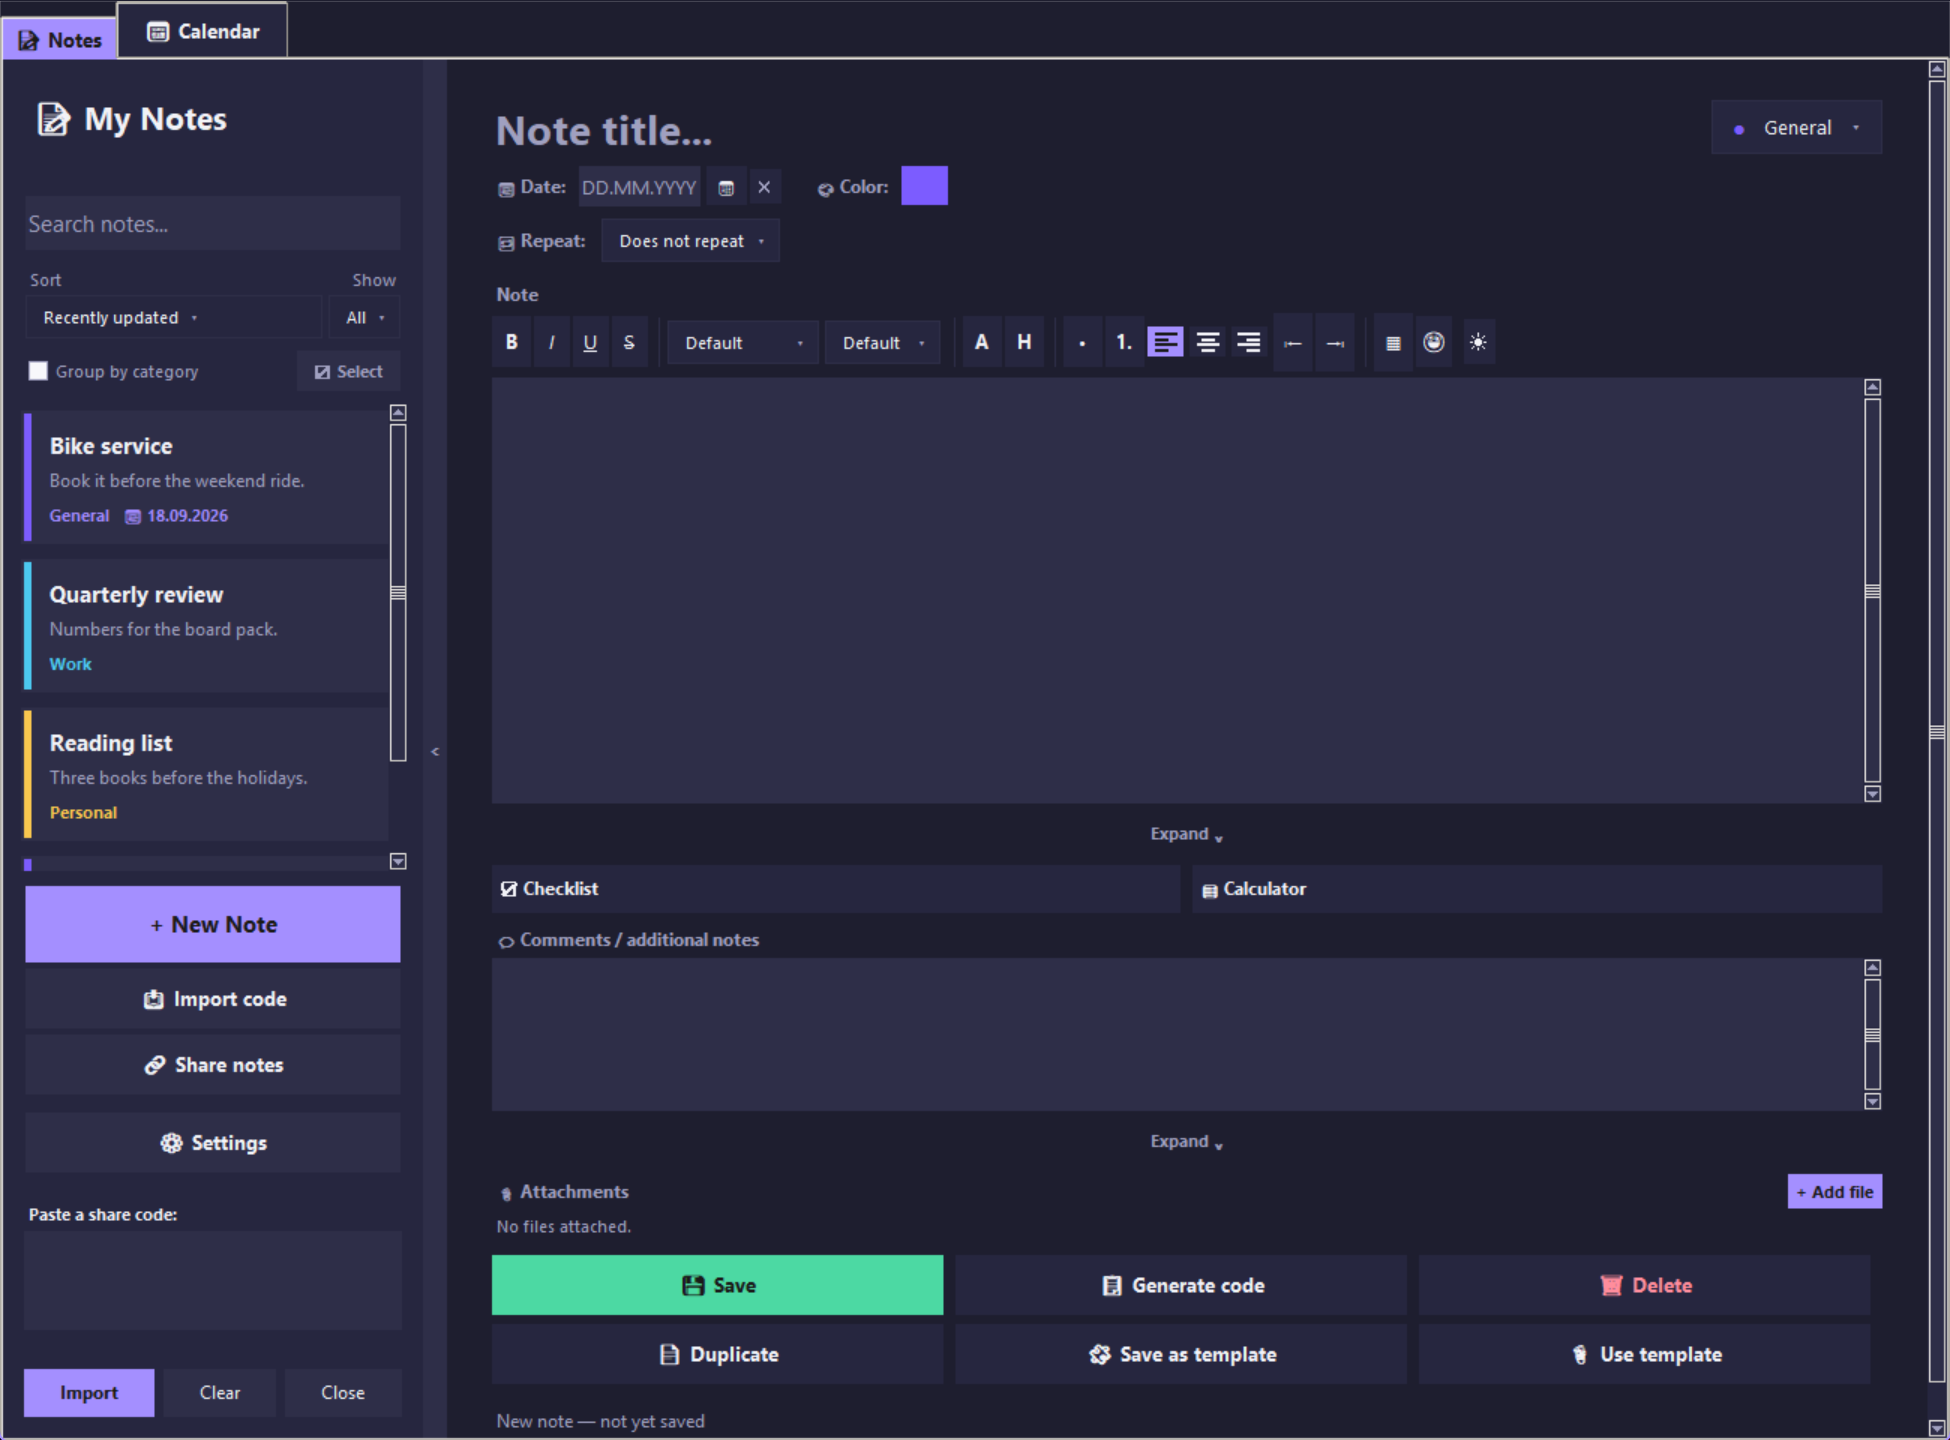 Notes
Calendar
My Notes
Search notes...
Sort
Show
Recently updated
All
Group by category
Select
Bike service
Book it before the weekend ride.
General 18.09.2026
Quarterly review
Numbers for the board pack.
Work
Reading list
Three books before the holidays.
Personal
+ New Note
Import code
Share notes
Settings
Paste a share code:
Import
Clear
Close
<
Note title...
General
Date: DD.MM.YYYY ×
Color:
Repeat: Does not repeat
Note
B I U S Default Default A H • 1.
Expand
Checklist
Calculator
Comments / additional notes
Expand
Attachments
+ Add file
No files attached.
Save
Generate code
Delete
Duplicate
Save as template
Use template
New note — not yet saved